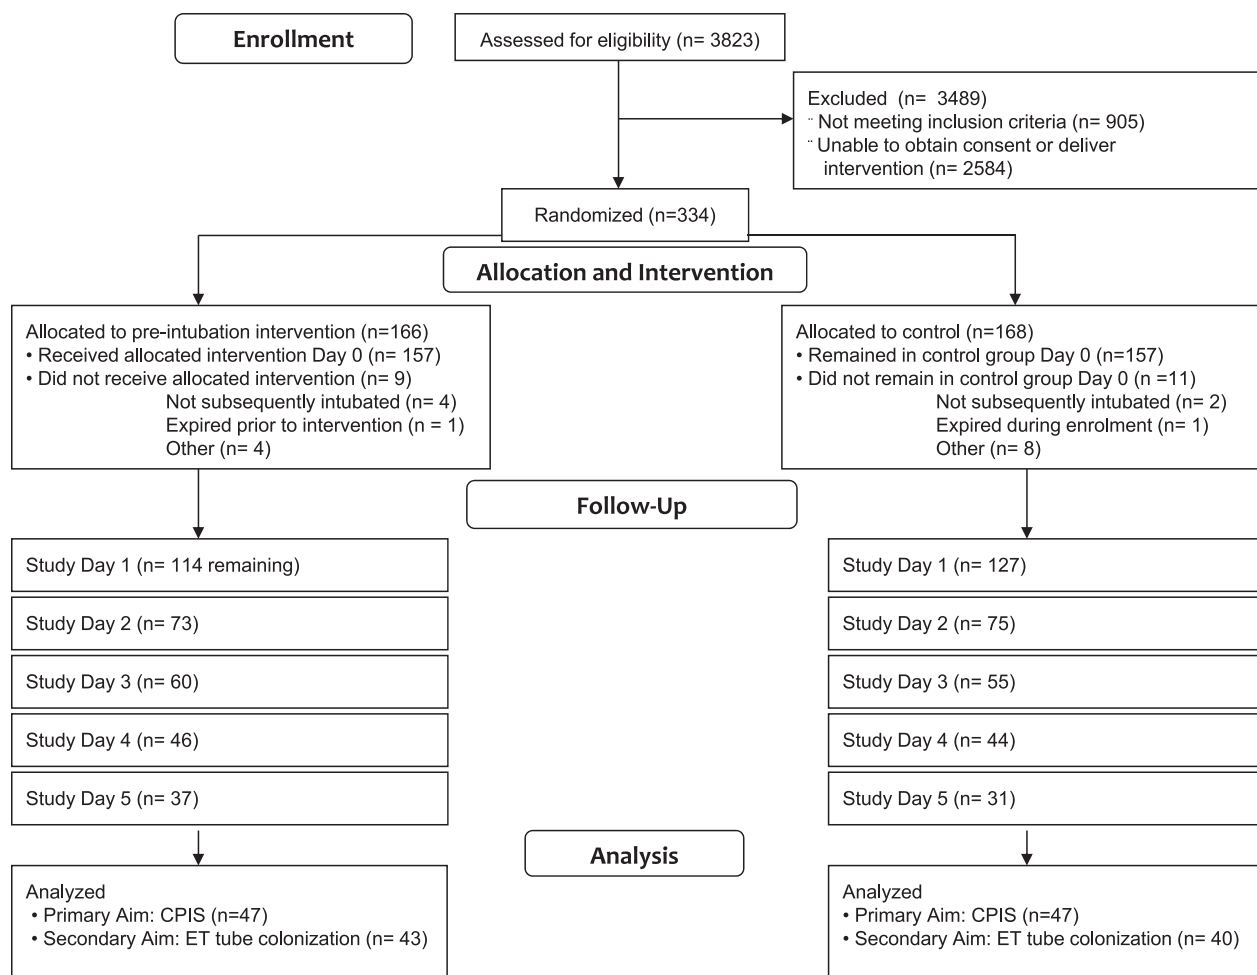 Enrollment
Assessed for eligibility (n= 3823)
Excluded (n= 3489)
¨ Not meeting inclusion criteria (n= 905)
¨ Unable to obtain consent or deliver
intervention (n= 2584)
Randomized (n=334)
Allocation and Intervention
Allocated to pre-intubation intervention (n=166)
• Received allocated intervention Day 0 (n= 157)
• Did not receive allocated intervention (n= 9)
Not subsequently intubated (n= 4)
Expired prior to intervention (n = 1)
Other (n= 4)
Allocated to control (n=168)
• Remained in control group Day 0 (n=157)
• Did not remain in control group Day 0 (n =11)
Not subsequently intubated (n= 2)
Expired during enrolment (n= 1)
Other (n= 8)
Follow-Up
Study Day 1 (n= 114 remaining)
Study Day 2 (n= 73)
Study Day 3 (n= 60)
Study Day 4 (n= 46)
Study Day 5 (n= 37)
Study Day 1 (n= 127)
Study Day 2 (n= 75)
Study Day 3 (n= 55)
Study Day 4 (n= 44)
Study Day 5 (n= 31)
Analysis
Analyzed
• Primary Aim: CPIS (n=47)
• Secondary Aim: ET tube colonization (n= 43)
Analyzed
• Primary Aim: CPIS (n=47)
• Secondary Aim: ET tube colonization (n= 40)